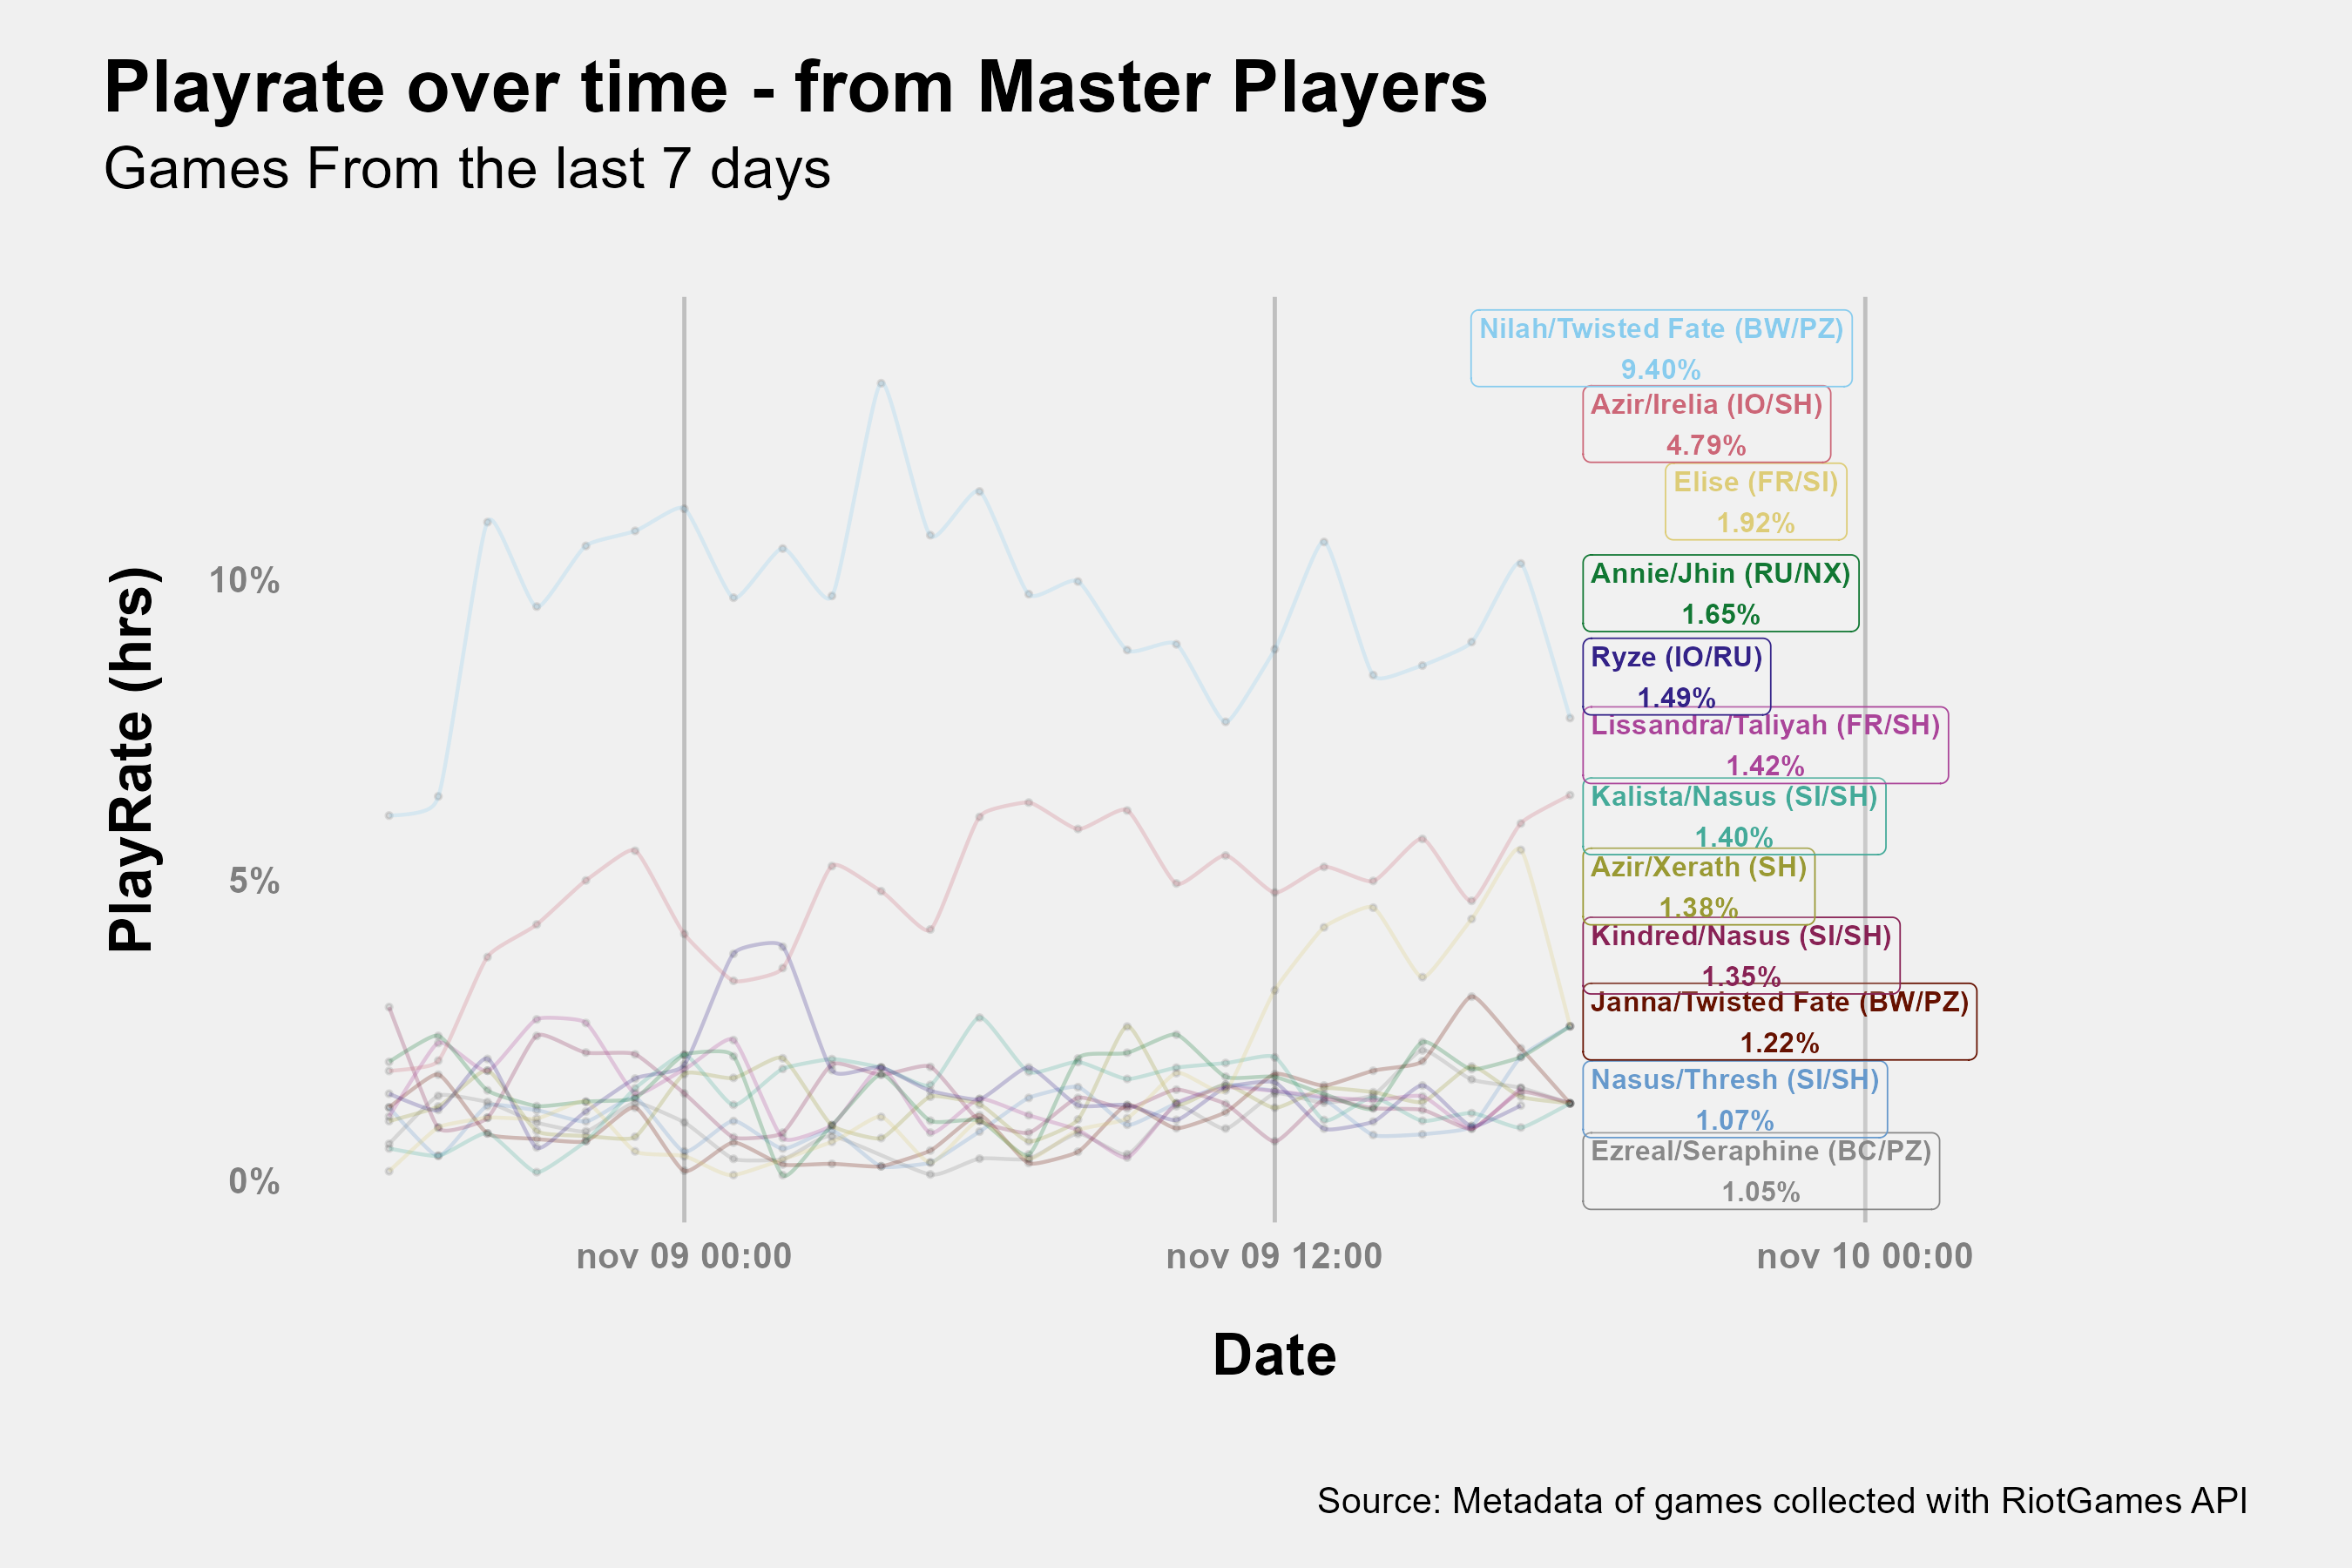 Playrate over time - from Master Players
Games From the last 7 days
PlayRate (hrs)
10%
5%
0%
Nilah/Twisted Fate (BW/PZ)
9.40%
Azir/Irelia (IO/SH)
4.79%
Elise (FR/SI)
1.92%
Annie/Jhin (RU/NX)
1.65%
Ryze (IO/RU)
1.49%
Lissandra/Taliyah (FR/SH)
1.42%
Kalista/Nasus (SI/SH)
1.40%
Azir/Xerath (SH)
1.38%
Kindred/Nasus (SI/SH)
1.35%
Janna/Twisted Fate (BW/PZ)
1.22%
Nasus/Thresh (SI/SH)
1.07%
Ezreal/Seraphine (BC/PZ)
1.05%
nov 09 00:00
nov 09 12:00
nov 10 00:00
Date
Source: Metadata of games collected with RiotGames API